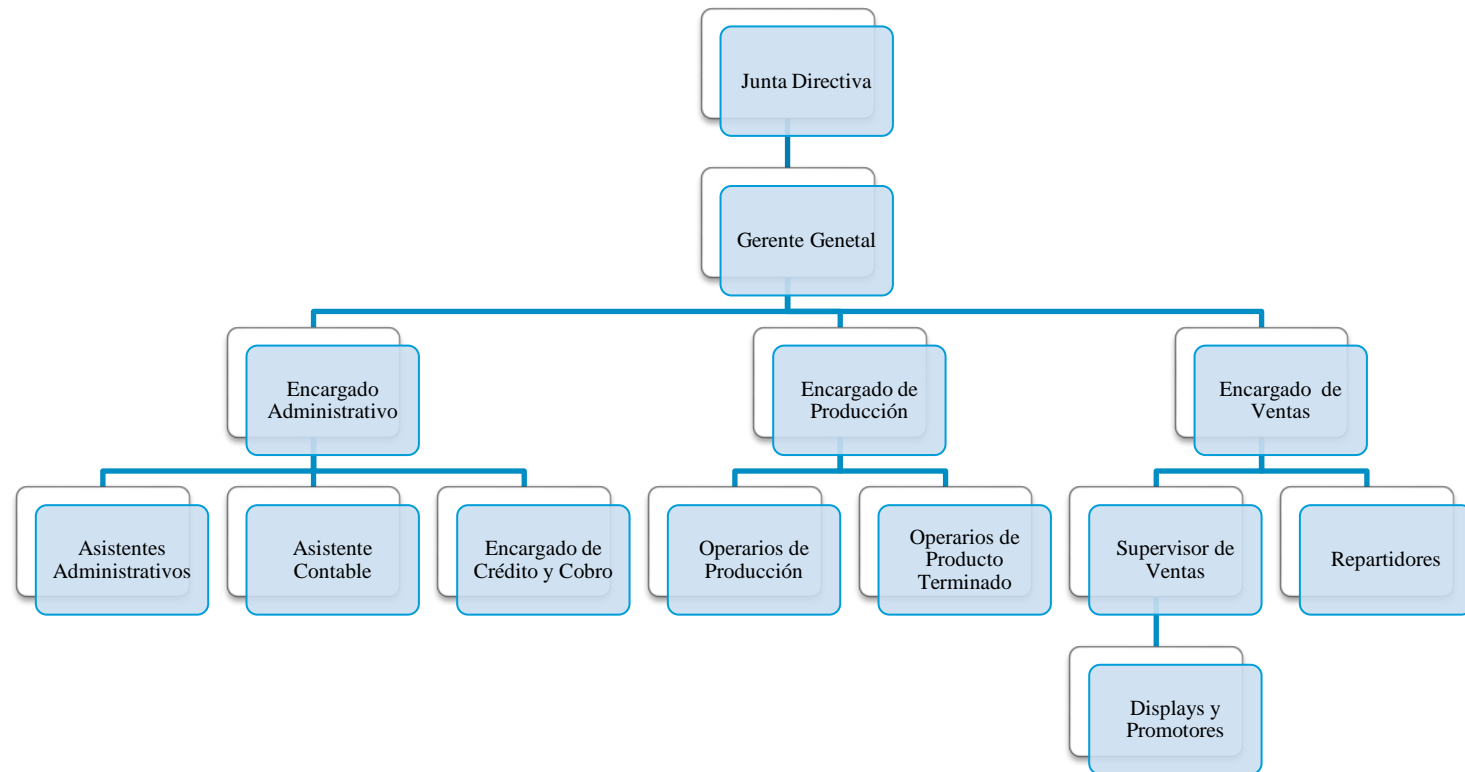 Junta Directiva
Gerente Genetal
Encargado
Administrativo
Encargado de
Producción
Encargado  de
Ventas
Asistentes
Administrativos
Asistente
Contable
Encargado de
Crédito y Cobro
Operarios de
Producción
Operarios de
Producto
Terminado
Supervisor de
Ventas
Repartidores
Displays y
Promotores